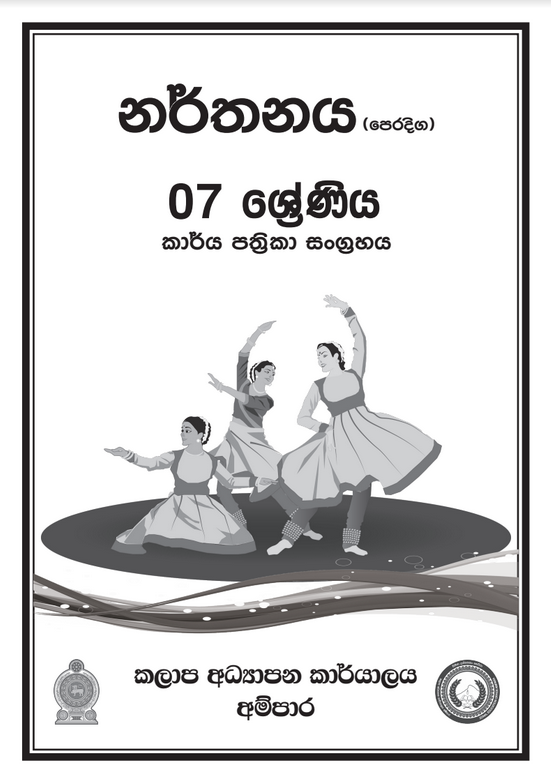 නර්තනය (පෙරදිග)
07 ශ්‍රේණිය
කාර්ය පත්‍රිකා සංග්‍රහය
කලාප අධ්‍යාපන කාර්යාලය
අම්පාර